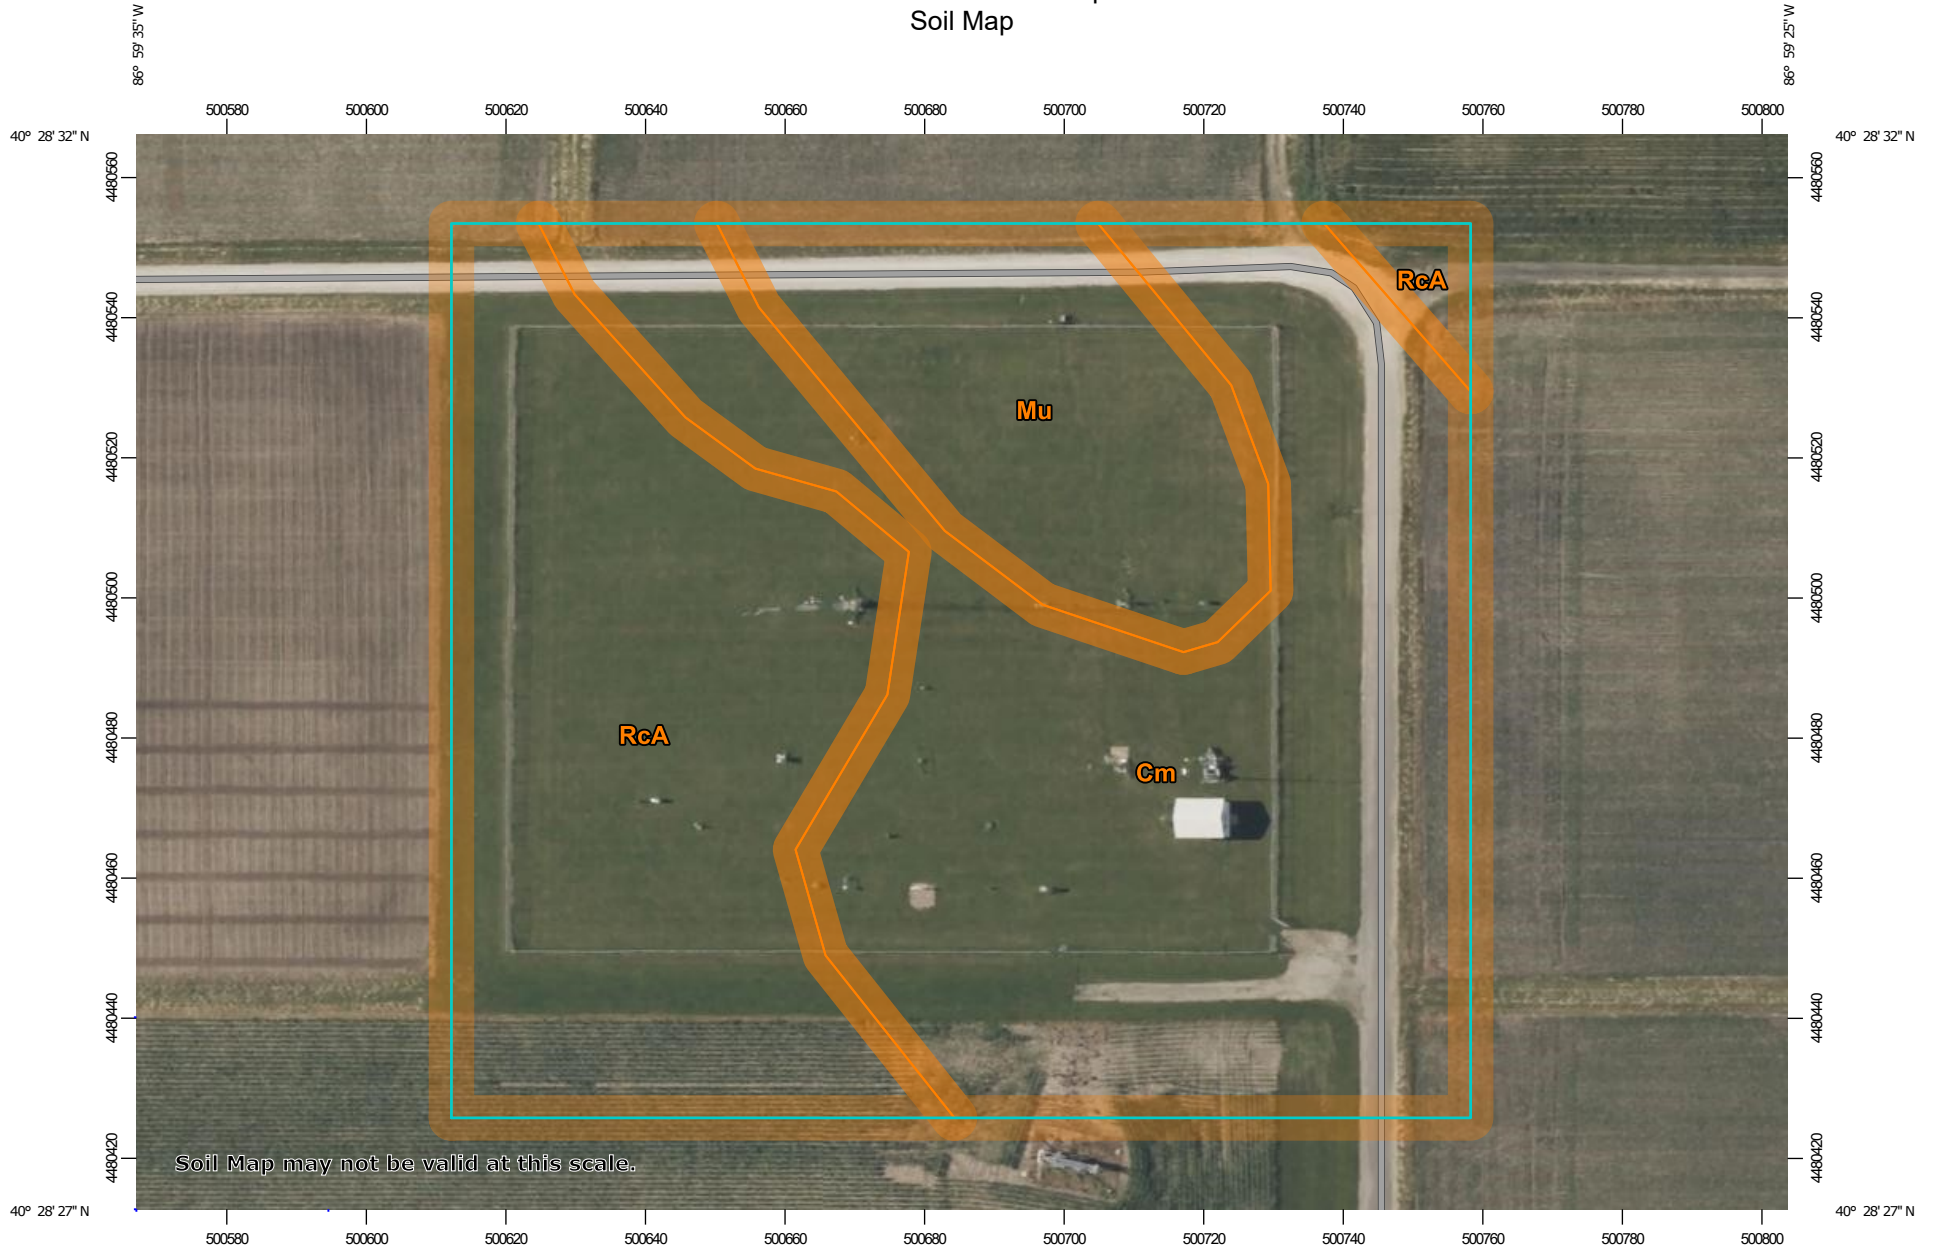 Soil Map
86° 59' 35'' W
86° 59' 25'' W
500580 500600 500620 500640 500660 500680 500700 500720 500740 500760 500780 500800
40° 28' 32'' N
40° 28' 32'' N
4480560
4480560
RcA
4480540
4480540
Mu
4480520
4480520
4480500
4480500
RcA
4480480
4480480
Cm
4480460
4480460
4480440
4480440
4480420
4480420
Soil Map may not be valid at this scale.
40° 28' 27'' N
40° 28' 27'' N
500580 500600 500620 500640 500660 500680 500700 500720 500740 500760 500780 500800